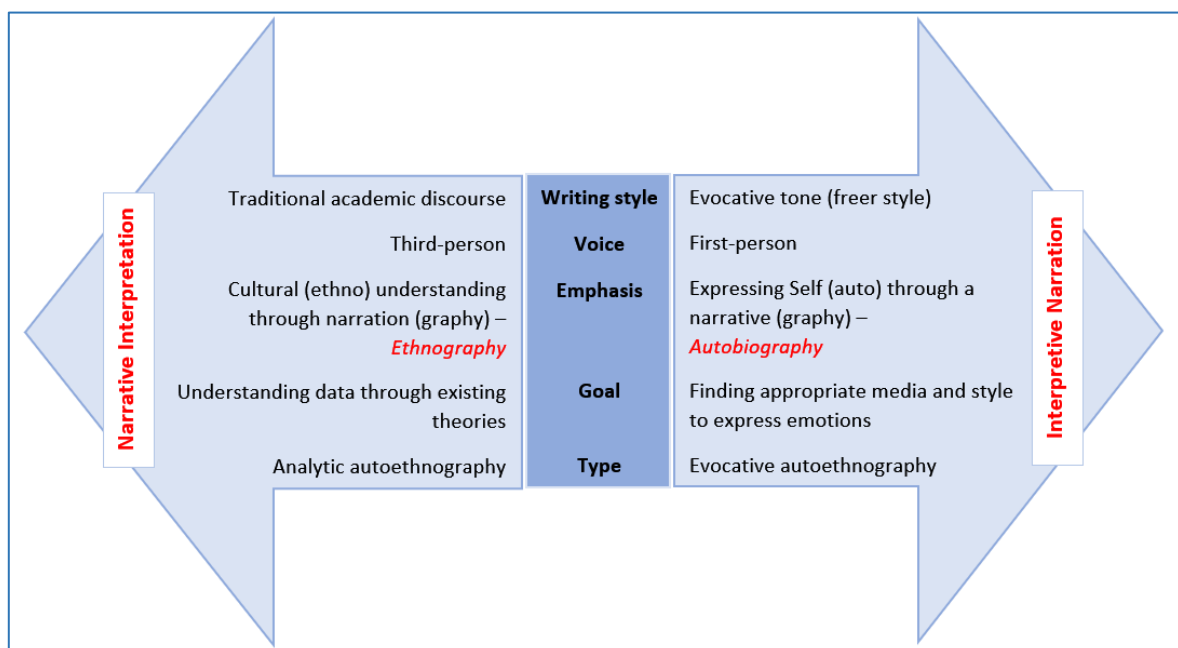 Narrative Interpretation
Traditional academic discourse
Writing style
Evocative tone (freer style)
Third-person
Voice
First-person
Cultural (ethno) understanding
through narration (graphy) –
Ethnography
Emphasis
Expressing Self (auto) through a
narrative (graphy) –
Autobiography
Understanding data through existing
theories
Goal
Finding appropriate media and style
to express emotions
Analytic autoethnography
Type
Evocative autoethnography
Interpretive Narration